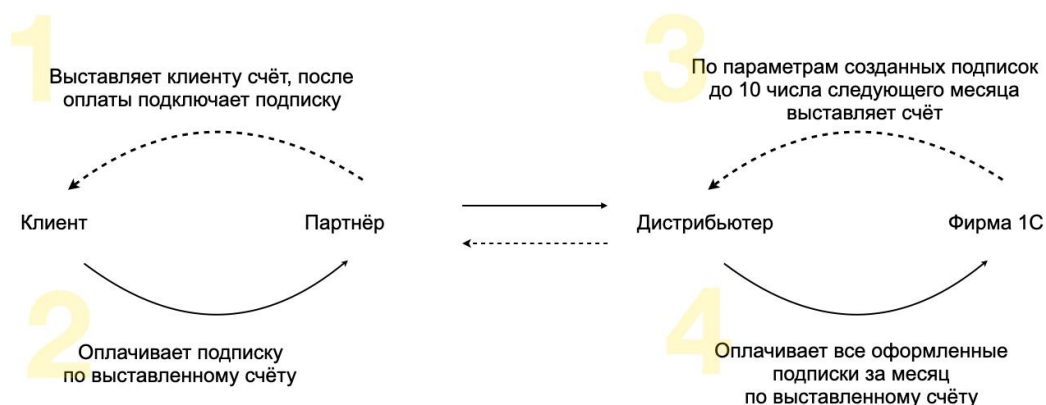 1
Выставляет клиенту счёт, после
оплаты подключает подписку
3
По параметрам созданных подписок
до 10 числа следующего месяца
выставляет счёт
Клиент
Партнёр
Дистрибьютер
Фирма 1С
2
Оплачивает подписку
по выставленному счёту
4
Оплачивает все оформленные
подписки за месяц
по выставленному счёту